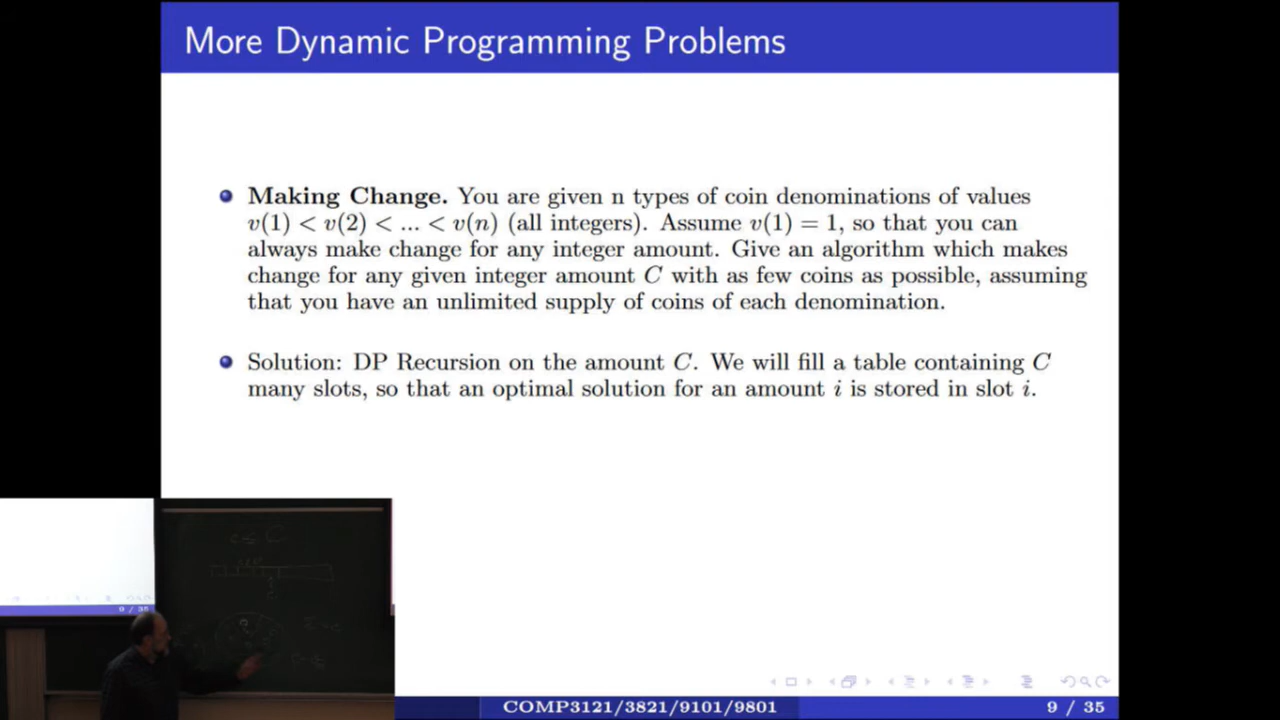 More Dynamic Programming Problems
Making Change. You are given n types of coin denominations of values
v(1) < v(2) < ... < v(n) (all integers). Assume v(1) = 1, so that you can
always make change for any integer amount. Give an algorithm which makes
change for any given integer amount C with as few coins as possible, assuming
that you have an unlimited supply of coins of each denomination.
Solution: DP Recursion on the amount C. We will fill a table containing C
many slots, so that an optimal solution for an amount i is stored in slot i.
9 / 35
COMP3121/3821/9101/9801
9 / 35